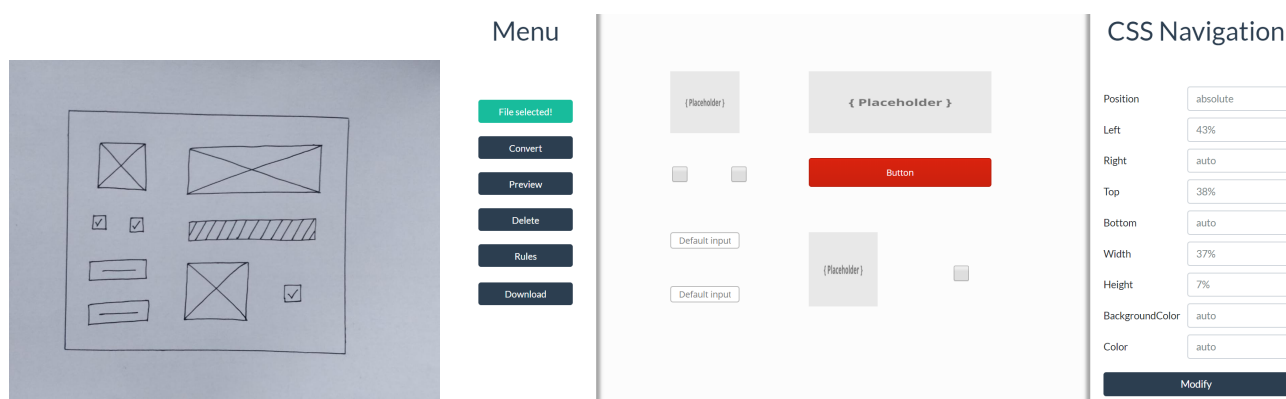 Menu
File selected!
Convert
Preview
Delete
Rules
Download
{ Placeholder }
{ Placeholder }
Button
Default input
{ Placeholder }
Default input
CSS Navigation
Position absolute
Left 43%
Right auto
Top 38%
Bottom auto
Width 37%
Height 7%
BackgroundColor auto
Color auto
Modify